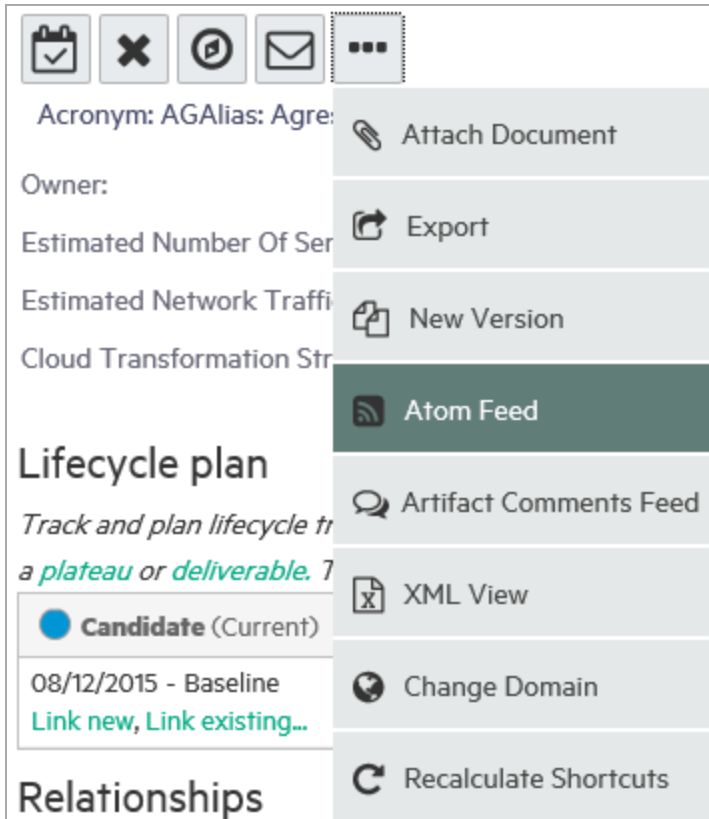 Acronym: AGAlias: Agre
Owner:
Estimated Number Of Ser
Estimated Network Traffi
Cloud Transformation Str
Lifecycle plan
Track and plan lifecycle tr
a plateau or deliverable. T
Candidate (Current)
08/12/2015 - Baseline
Link new, Link existing...
Relationships
Attach Document
Export
New Version
Atom Feed
Artifact Comments Feed
XML View
Change Domain
Recalculate Shortcuts